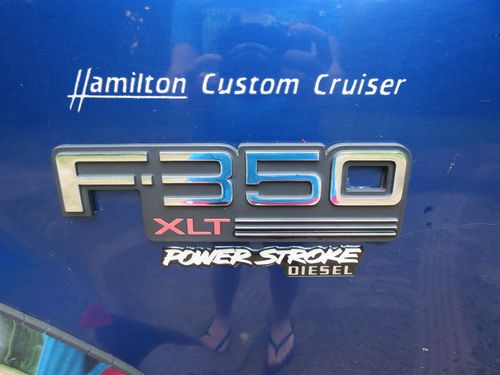 Hamilton Custom Cruiser
F-350
XLT
POWER STROKE
DIESEL